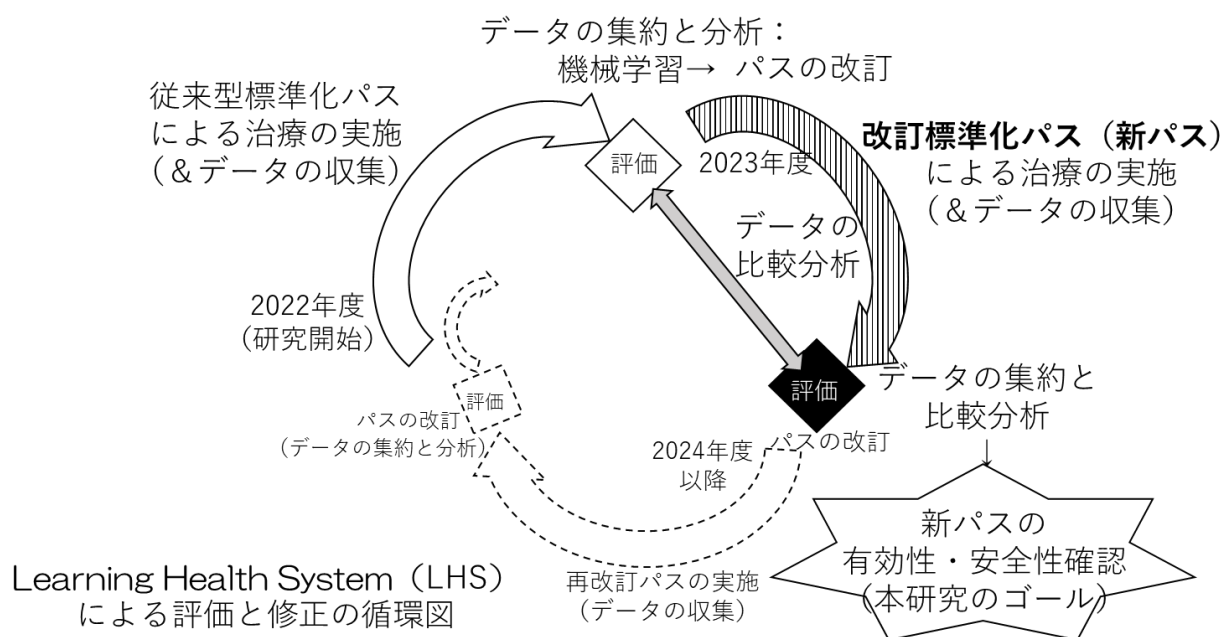 データの集約と分析：
機械学習→ パスの改訂
従来型標準化パス
による治療の実施
（＆データの収集）
評価
2023年度
改訂標準化パス（新パス）
による治療の実施
（＆データの収集）
データの
比較分析
2022年度
（研究開始）
評価
データの集約と
比較分析
↓
評価
パスの改訂
（データの集約と分析）
2024年度
以降
パスの改訂
新パスの
有効性・安全性確認
（本研究のゴール）
再改訂パスの実施
（データの収集）
Learning Health System（LHS）
による評価と修正の循環図